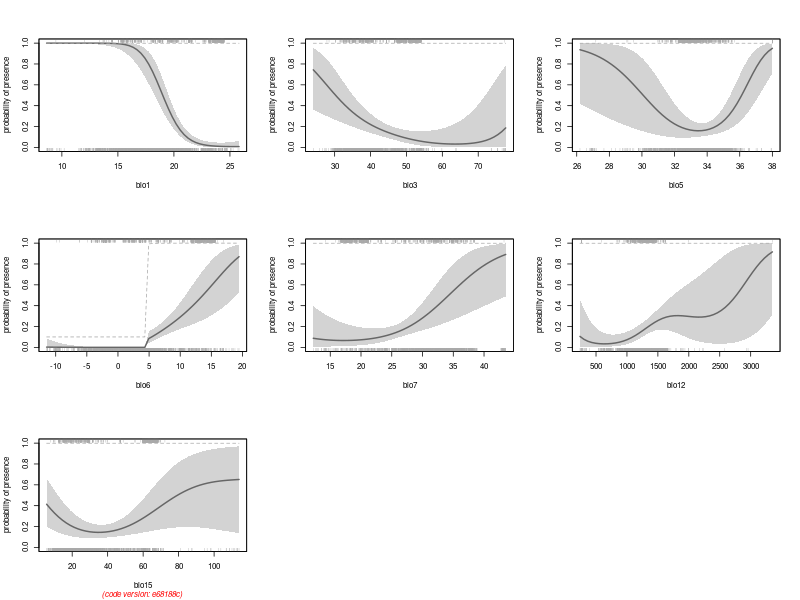 probability of presence
0.0 0.2 0.4 0.6 0.8 1.0
10 15 20 25
bio1
probability of presence
0.0 0.2 0.4 0.6 0.8 1.0
30 40 50 60 70
bio3
probability of presence
0.0 0.2 0.4 0.6 0.8 1.0
26 28 30 32 34 36 38
bio5
probability of presence
0.0 0.2 0.4 0.6 0.8 1.0
-10 -5 0 5 10 15 20
bio6
probability of presence
0.0 0.2 0.4 0.6 0.8 1.0
15 20 25 30 35 40
bio7
probability of presence
0.0 0.2 0.4 0.6 0.8 1.0
500 1000 1500 2000 2500 3000
bio12
probability of presence
0.0 0.2 0.4 0.6 0.8 1.0
20 40 60 80 100
bio15
(code version: e68188c)